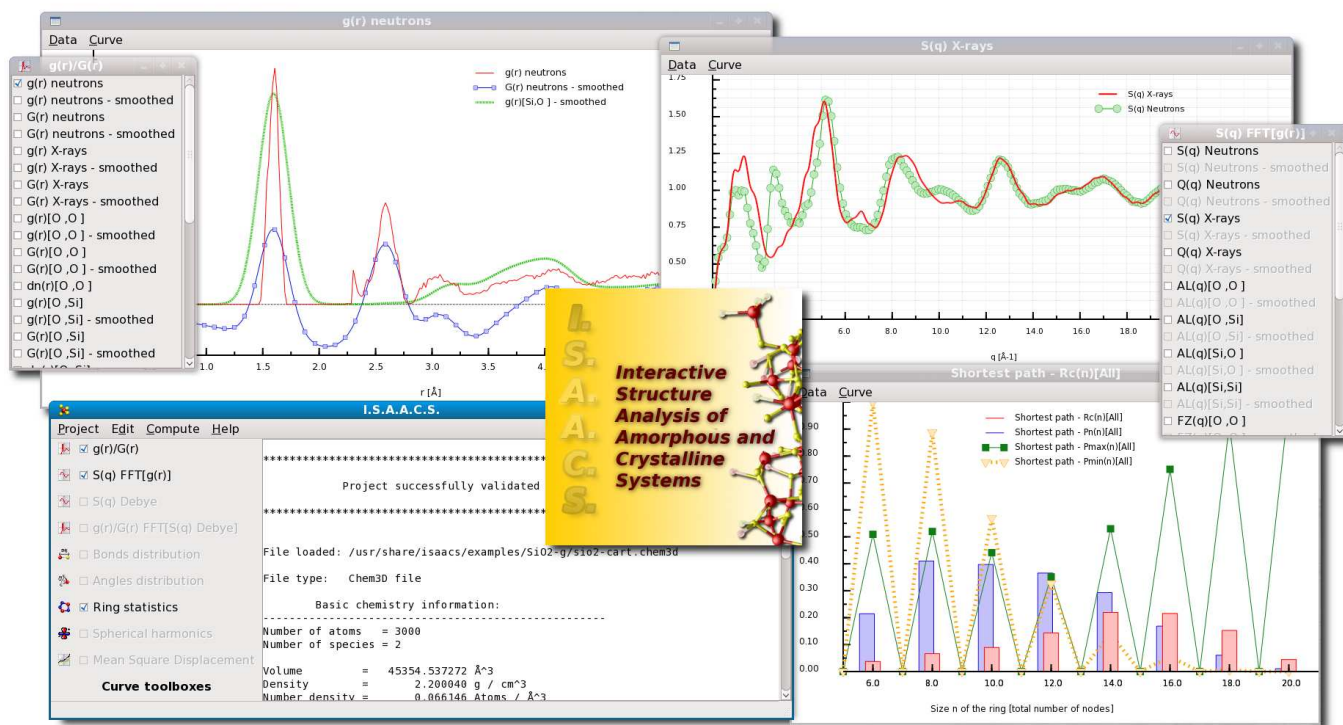 g(r) neutrons
Data Curve
g(r) neutrons
G(r) neutrons - smoothed
g(r)[Si,O ] - smoothed
1.0
1.5
2.0
2.5
3.0
3.5
4.
r [Å]
g(r)/G(r)
g(r) neutrons
g(r) neutrons - smoothed
G(r) neutrons
G(r) neutrons - smoothed
g(r) X-rays
g(r) X-rays - smoothed
G(r) X-rays
G(r) X-rays - smoothed
g(r)[O ,O ]
g(r)[O ,O ] - smoothed
G(r)[O ,O ]
G(r)[O ,O ] - smoothed
dn(r)[O ,O ]
g(r)[O ,Si]
g(r)[O ,Si] - smoothed
G(r)[O ,Si]
G(r)[O ,Si] - smoothed
S(q) X-rays
Data Curve
1.75
1.50
1.25
1.00
0.75
0.50
S(q) X-rays
S(q) Neutrons
6.0
8.0
10.0
12.0
14.0
16.0
18.0
q [Å-1]
S(q) FFT[g(r)]
S(q) Neutrons
S(q) Neutrons - smoothed
Q(q) Neutrons
Q(q) Neutrons - smoothed
S(q) X-rays
S(q) X-rays - smoothed
Q(q) X-rays
Q(q) X-rays - smoothed
AL(q)[O ,O ]
AL(q)[O ,O ] - smoothed
AL(q)[O ,Si]
AL(q)[O ,Si] - smoothed
AL(q)[Si,O ]
AL(q)[Si,O ] - smoothed
AL(q)[Si,Si]
AL(q)[Si,Si] - smoothed
FZ(q)[O ,O ]
I.
S.
A.
A.
C.
S.
Interactive
Structure
Analysis of
Amorphous and
Crystalline
Systems
I.S.A.A.C.S.
Project Edit Compute Help
g(r)/G(r)
S(q) FFT[g(r)]
S(q) Debye
g(r)/G(r) FFT[S(q) Debye]
Bonds distribution
Angles distribution
Ring statistics
Spherical harmonics
Mean Square Displacement
Curve toolboxes
Project successfully validated
File loaded: /usr/share/isaacs/examples/SiO2-g/sio2-cart.chem3d
File type: Chem3D file
Basic chemistry information:
Number of atoms = 3000
Number of species = 2
Volume = 45354.537272 Å^3
Density = 2.200040 g / cm^3
Number density = 0.066146 Atoms / Å^3
Shortest path - Rc(n)[All]
Data Curve
Shortest path - Rc(n)[All]
Shortest path - Pn(n)[All]
Shortest path - Pmax(n)[All]
Shortest path - Pmin(n)[All]
0.30
0.20
0.10
0.00
6.0
8.0
10.0
12.0
14.0
16.0
18.0
20.0
Size n of the ring [total number of nodes]